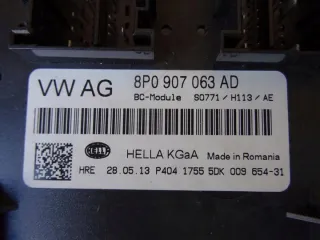 VW AG 8P0 907 063 AD
BC-Module S0771/H113/AE
HELLA HELLA KGaA Made in Romania
HRE 28.05.13 P404 1755 5DK 009 654-31